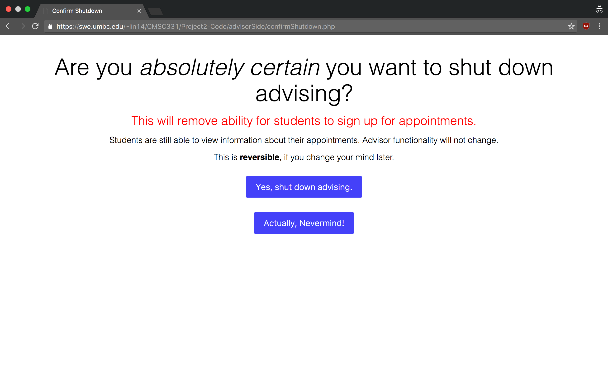 Confirm Shutdown
https://swe.umbc.edu/~lin14/CMSC331/Project2_Code/advisorSide/confirmShutdown.php
Are you absolutely certain you want to shut down
advising?
This will remove ability for students to sign up for appointments.
Students are still able to view information about their appointments. Advisor functionality will not change.
This is reversible, if you change your mind later.
Yes, shut down advising.
Actually, Nevermind!